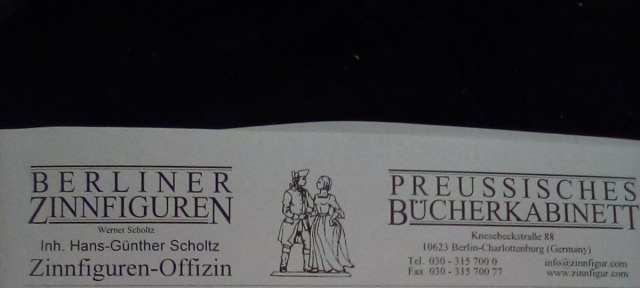 BERLINER
ZINNFIGUREN
Werner Scholtz
Inh. Hans-Günther Scholtz
Zinnfiguren-Offizin
PREUSSISCHES
BÜCHERKABINETT
Knesebeckstraße 88
10623 Berlin-Charlottenburg (Germany)
Tel. 030 - 315 700 0 info@zinnfigur.com
Fax 030 - 315 700 77 www.zinnfigur.com